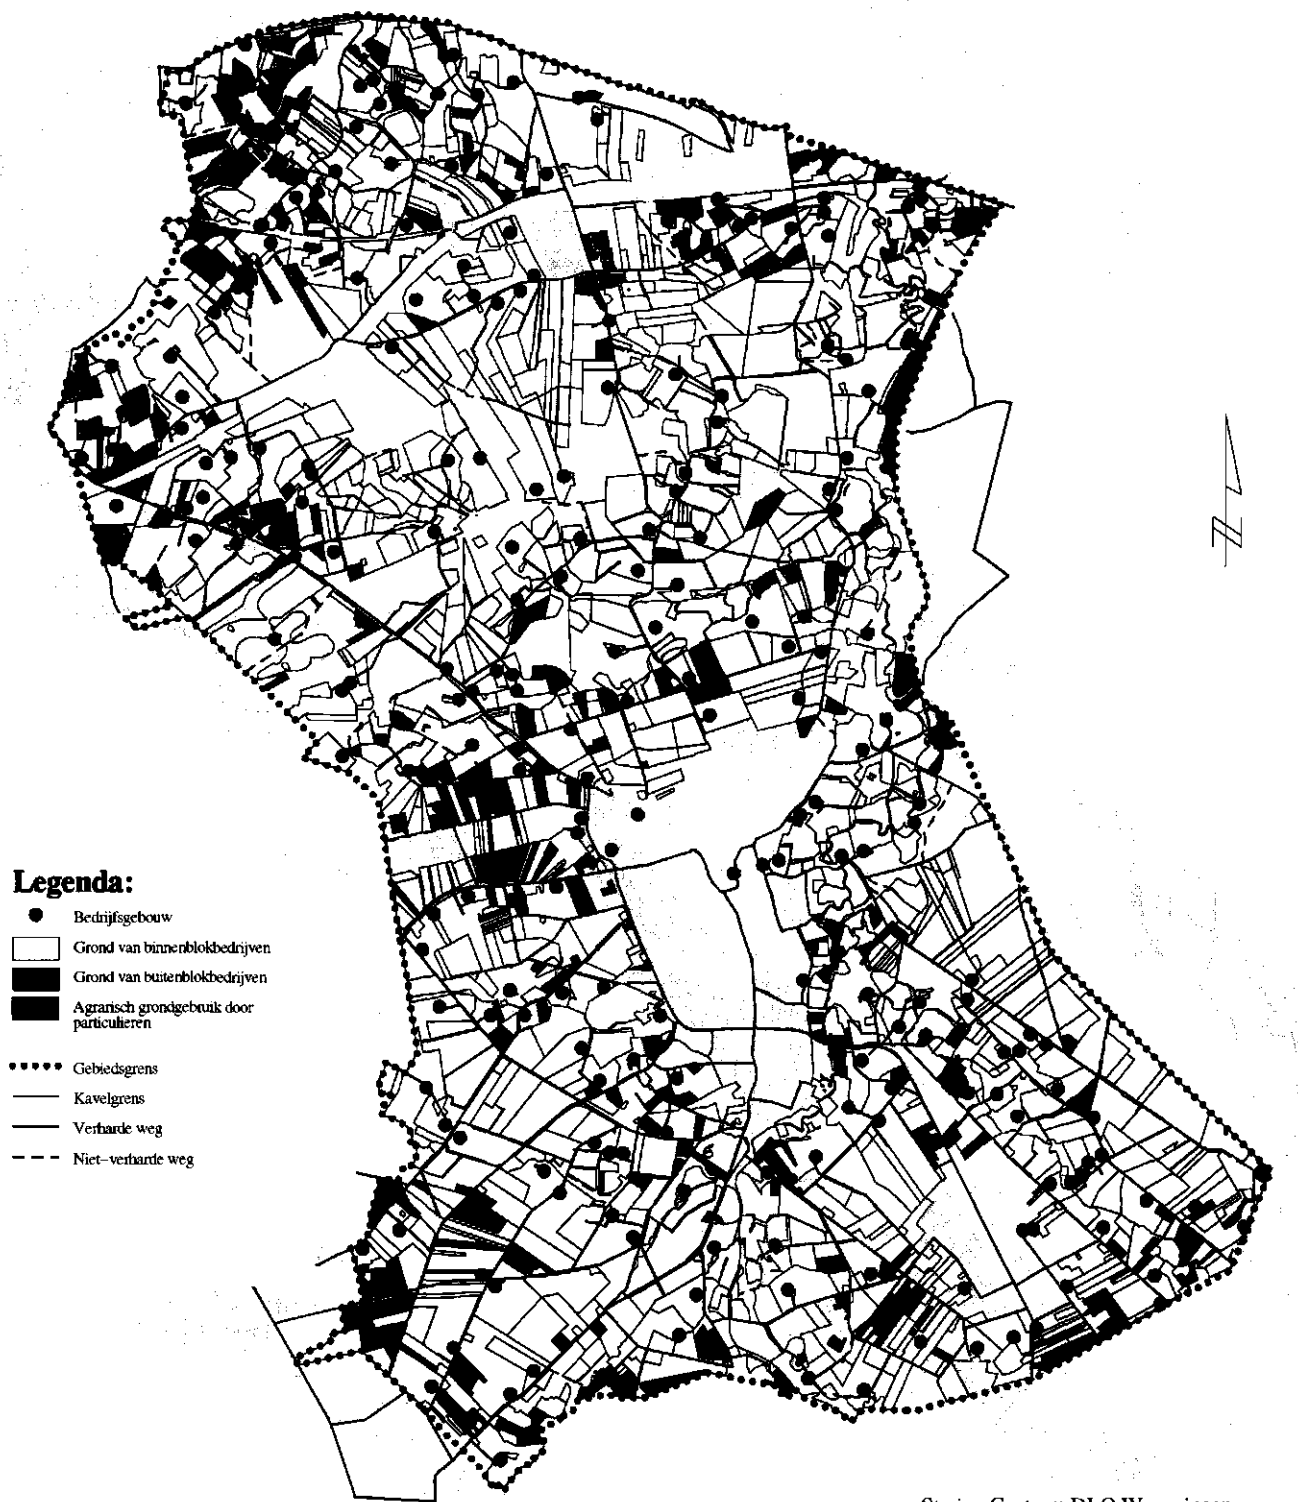 Legenda:
Bedrijfsgebouw
Grond van binnenblokbedrijven
Grond van buitenblokbedrijven
Agrarisch grondgebruik door
particulieren
Gebiedsgrens
Kavelgrens
Verharde weg
Niet-verharde weg